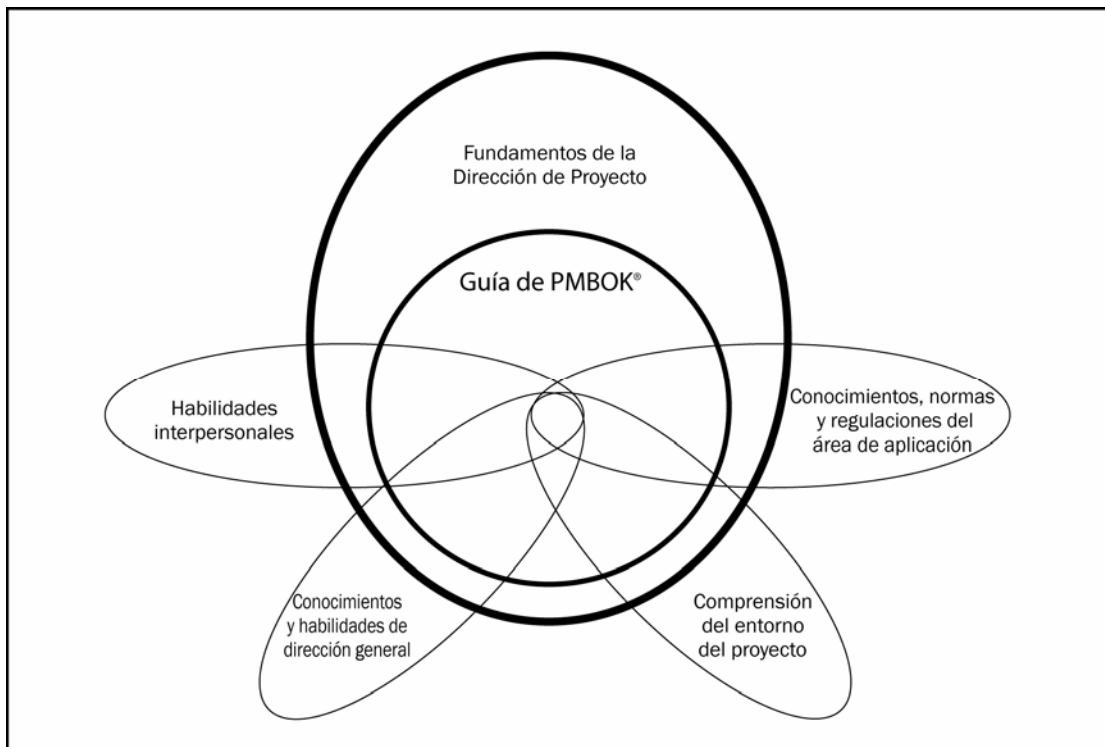 Fundamentos de la
Dirección de Proyecto
Guía de PMBOK®
Habilidades
interpersonales
Conocimientos, normas
y regulaciones del
área de aplicación
Conocimientos
y habilidades de
dirección general
Comprensión
del entorno
del proyecto